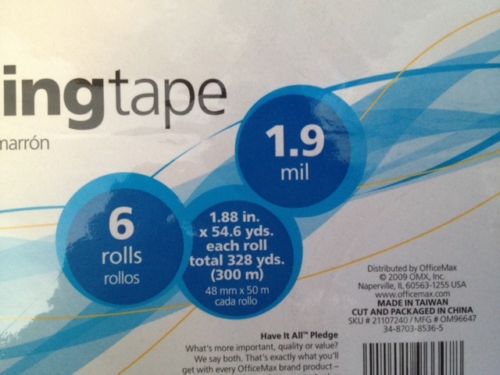 ingtape
marrón
1.9
mil
6
rolls
rollos
1.88 in.
x 54.6 yds.
each roll
total 328 yds.
(300 m)
48 mm x 50 m
cada rollo
Distributed by OfficeMax
© 2009 OMX, Inc.
Naperville, IL 60563-1255 USA
www.officemax.com
MADE IN TAIWAN
CUT AND PACKAGED IN CHINA
SKU # 21107240 / MFG # OM96647
34-8703-8536-5
Have It All™ Pledge
What's more important, quality or value?
We say both. That's exactly what you'll
get with every OfficeMax brand product –